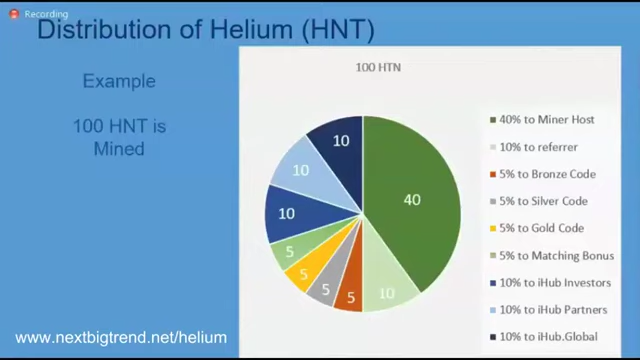 Recording
Distribution of Helium (HNT)
Example
100 HNT is
Mined
100 HTN
10
40
10
10
5
5
5
5
10
40% to Miner Host
10% to referrer
5% to Bronze Code
5% to Silver Code
5% to Gold Code
5% to Matching Bonus
10% to iHub Investors
10% to iHub Partners
10% to iHub.Global
www.nextbigtrend.net/helium